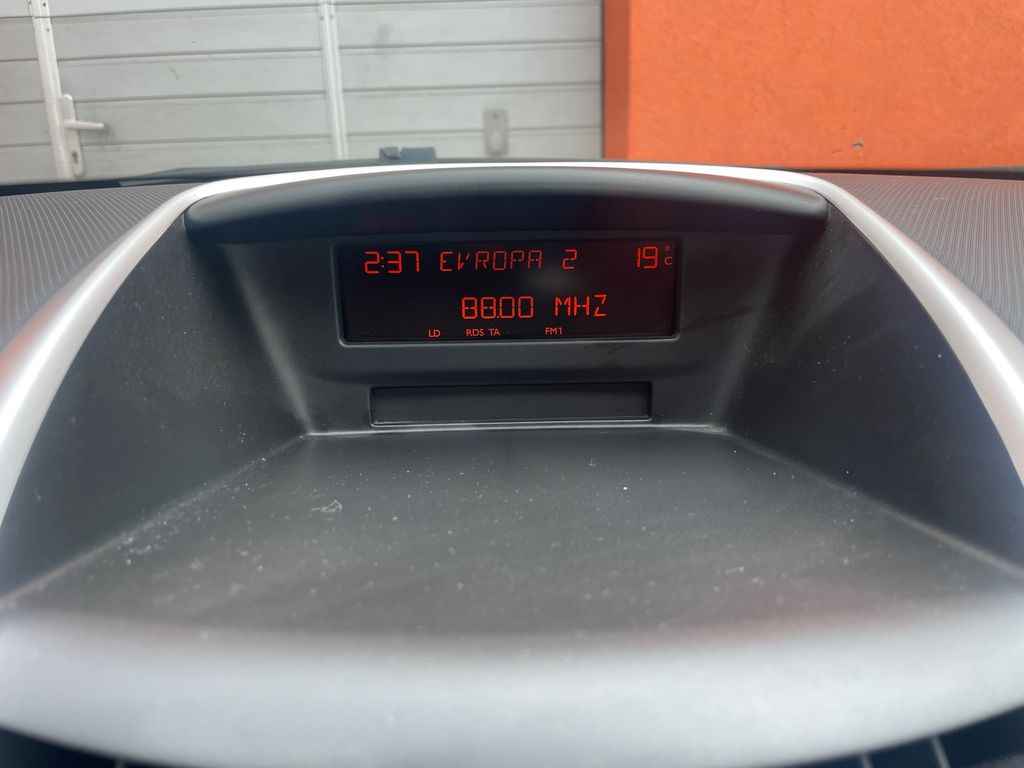 2:37 EVROPA 2 19°C
88.00 MHZ
LD RDS TA FM1